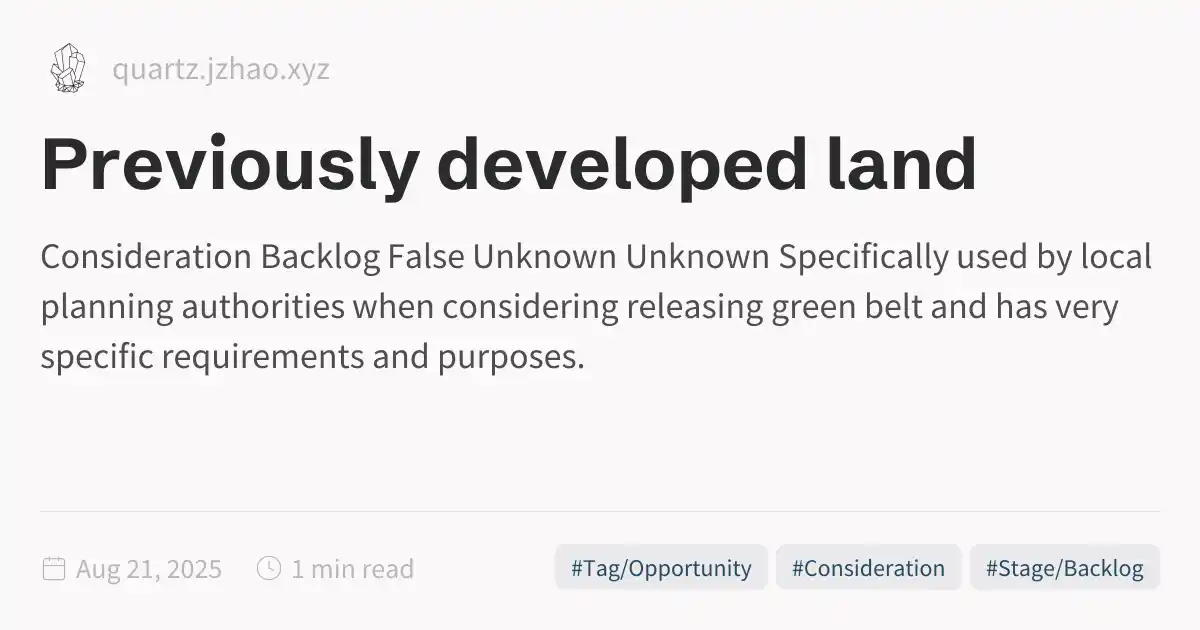 quartz.jzhao.xyz
Previously developed land
Consideration Backlog False Unknown Unknown Specifically used by local
planning authorities when considering releasing green belt and has very
specific requirements and purposes.
Aug 21, 2025 1 min read #Tag/Opportunity #Consideration #Stage/Backlog